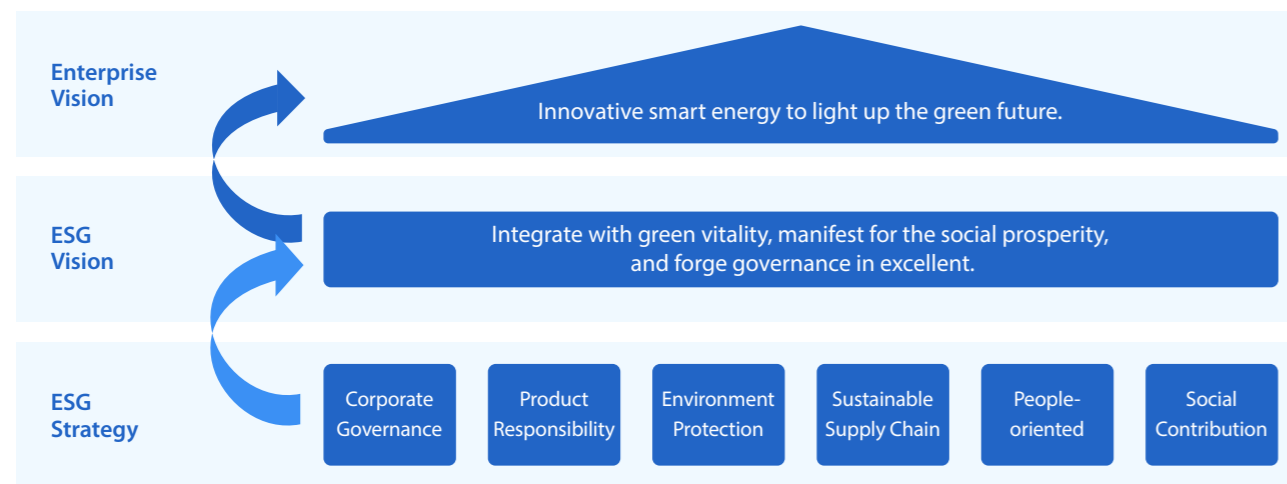 Enterprise
Vision
Innovative smart energy to light up the green future.
ESG
Vision
Integrate with green vitality, manifest for the social prosperity,
and forge governance in excellent.
ESG
Strategy
Corporate
Governance
Product
Responsibility
Environment
Protection
Sustainable
Supply Chain
People-
oriented
Social
Contribution